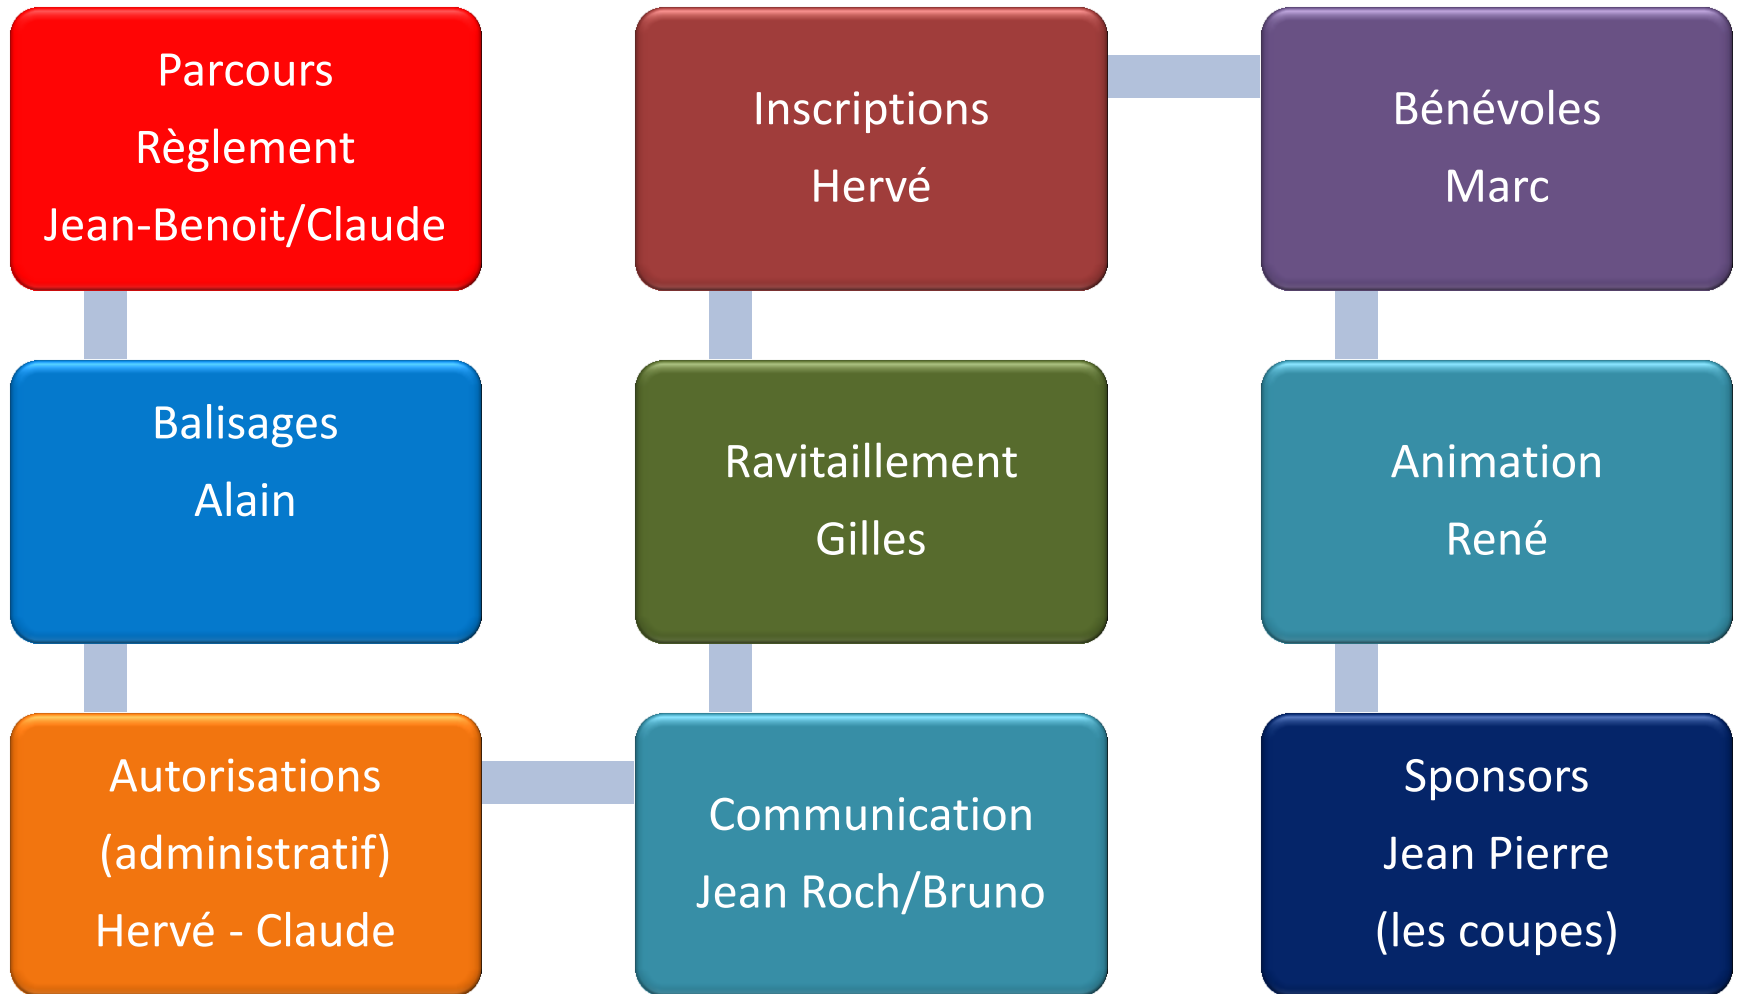 Parcours
Règlement
Jean-Benoit/Claude
Balisages
Alain
Autorisations
(administratif)
Hervé - Claude
Communication
Jean Roch/Bruno
Ravitaillement
Gilles
Inscriptions
Hervé
Bénévoles
Marc
Animation
René
Sponsors
Jean Pierre
(les coupes)